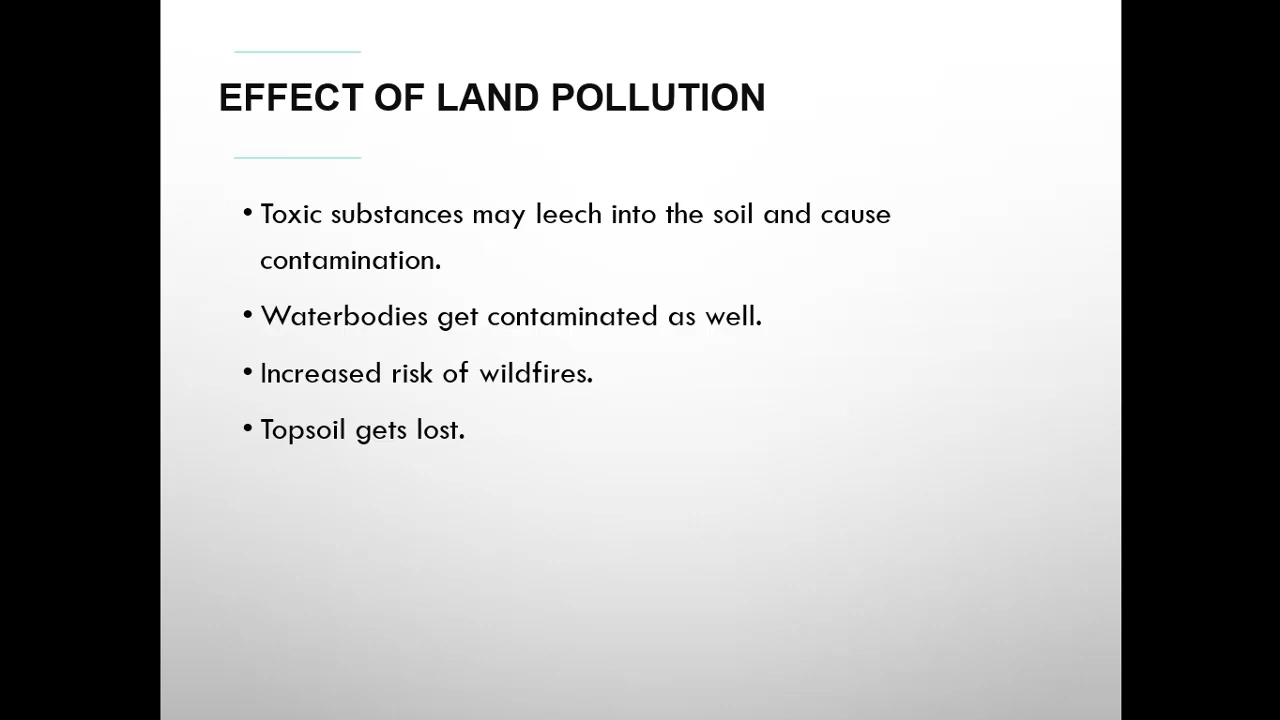 EFFECT OF LAND POLLUTION
• Toxic substances may leech into the soil and cause
contamination.
• Waterbodies get contaminated as well.
• Increased risk of wildfires.
• Topsoil gets lost.